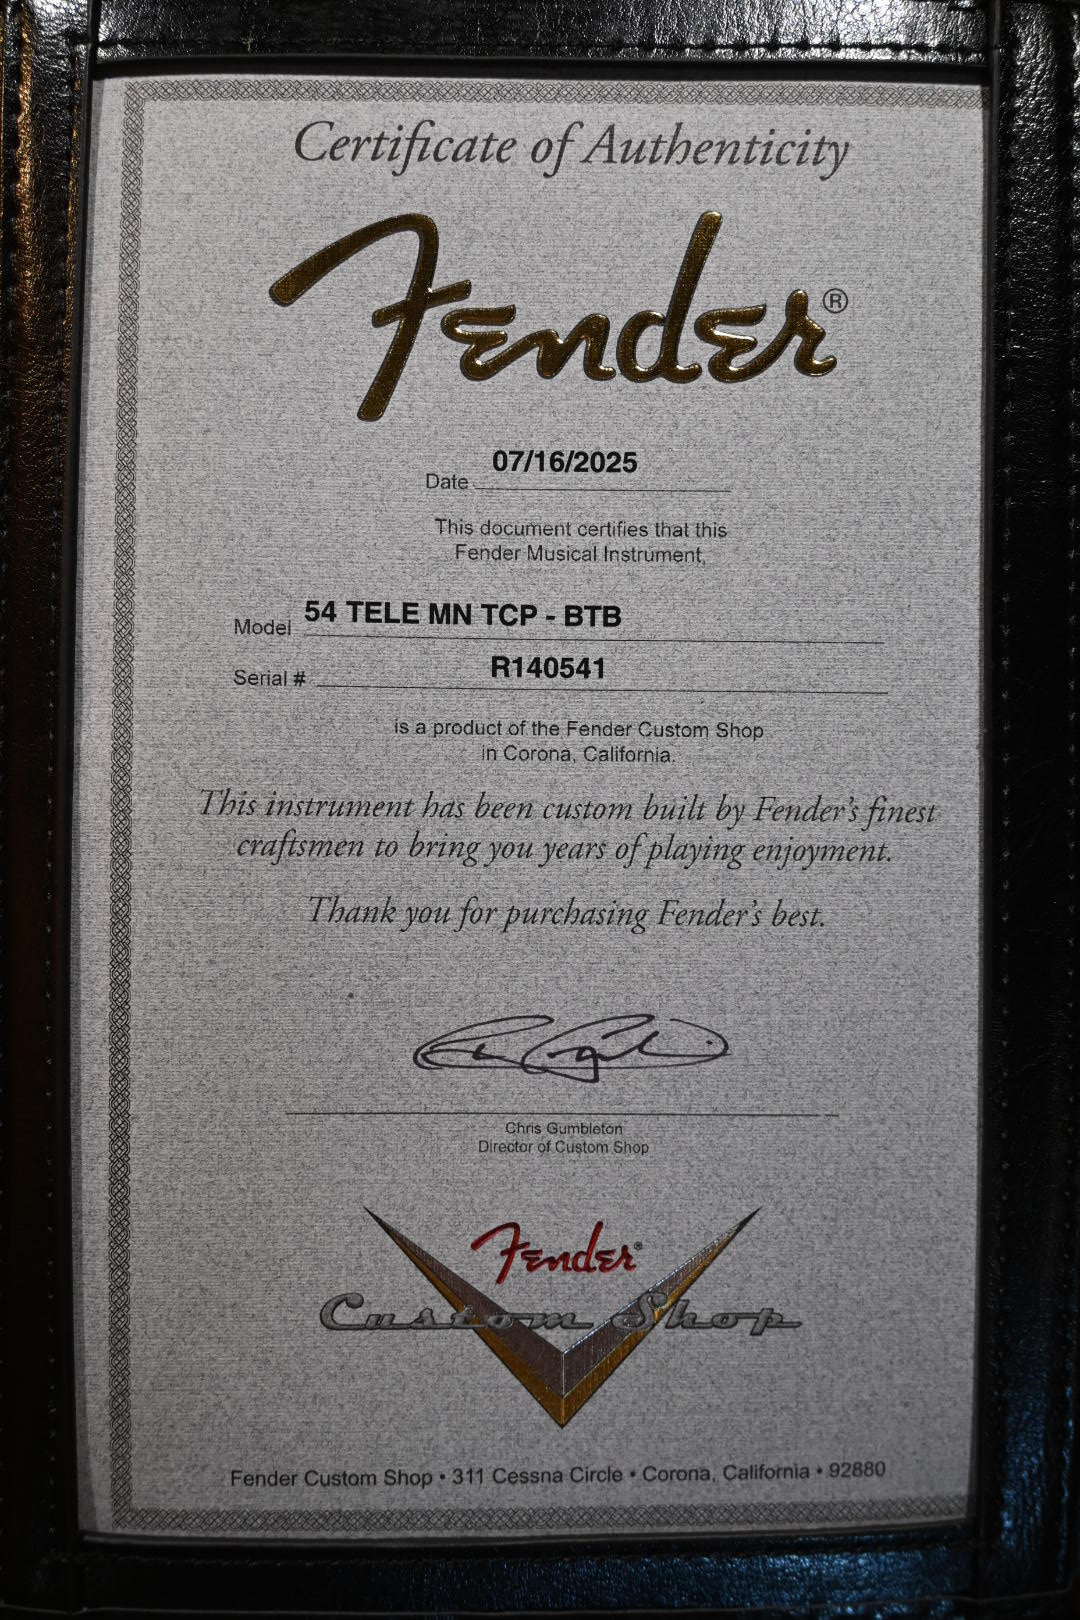 Certificate of Authenticity
Fender®
Date 07/16/2025
This document certifies that this
Fender Musical Instrument,
Model 54 TELE MN TCP - BTB
Serial # R140541
is a product of the Fender Custom Shop
in Corona, California.
This instrument has been custom built by Fender's finest
craftsmen to bring you years of playing enjoyment.
Thank you for purchasing Fender's best.
Chris Gumbleton
Director of Custom Shop
Fender®
Custom Shop
Fender Custom Shop • 311 Cessna Circle • Corona, California • 92880